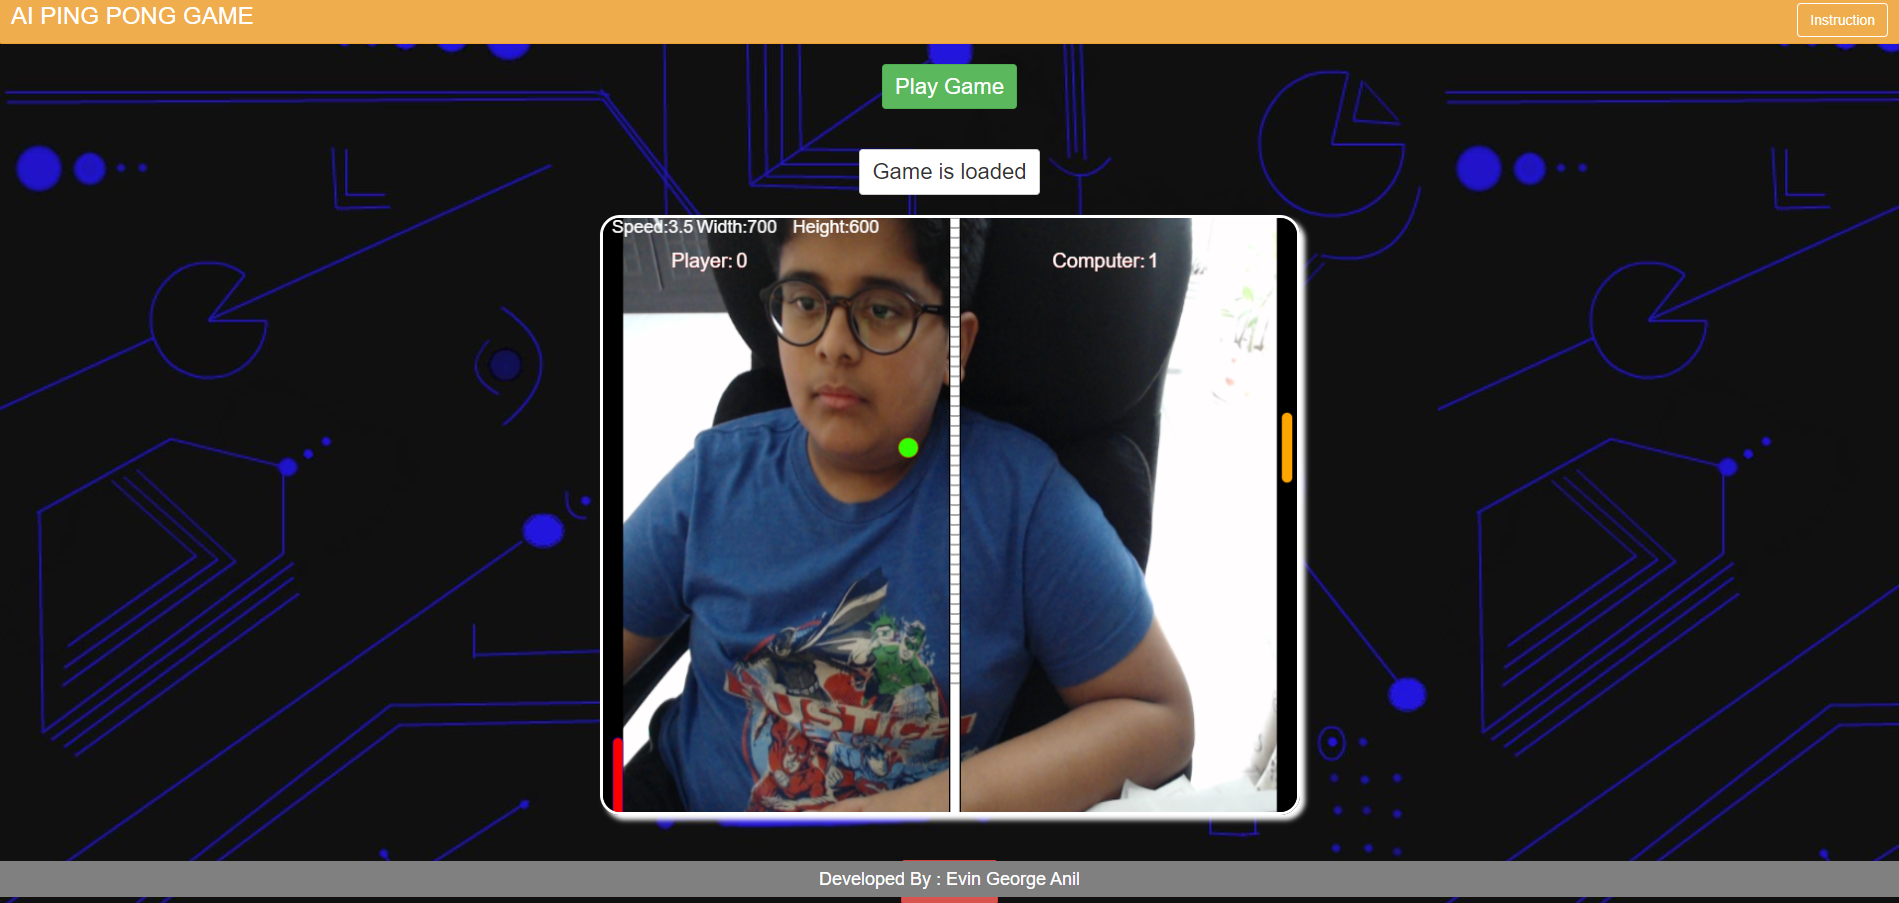 AI PING PONG GAME
Instruction
Play Game
Game is loaded
Speed:3.5 Width:700 Height:600
Player: 0
Computer: 1
JUSTICE
Developed By : Evin George Anil